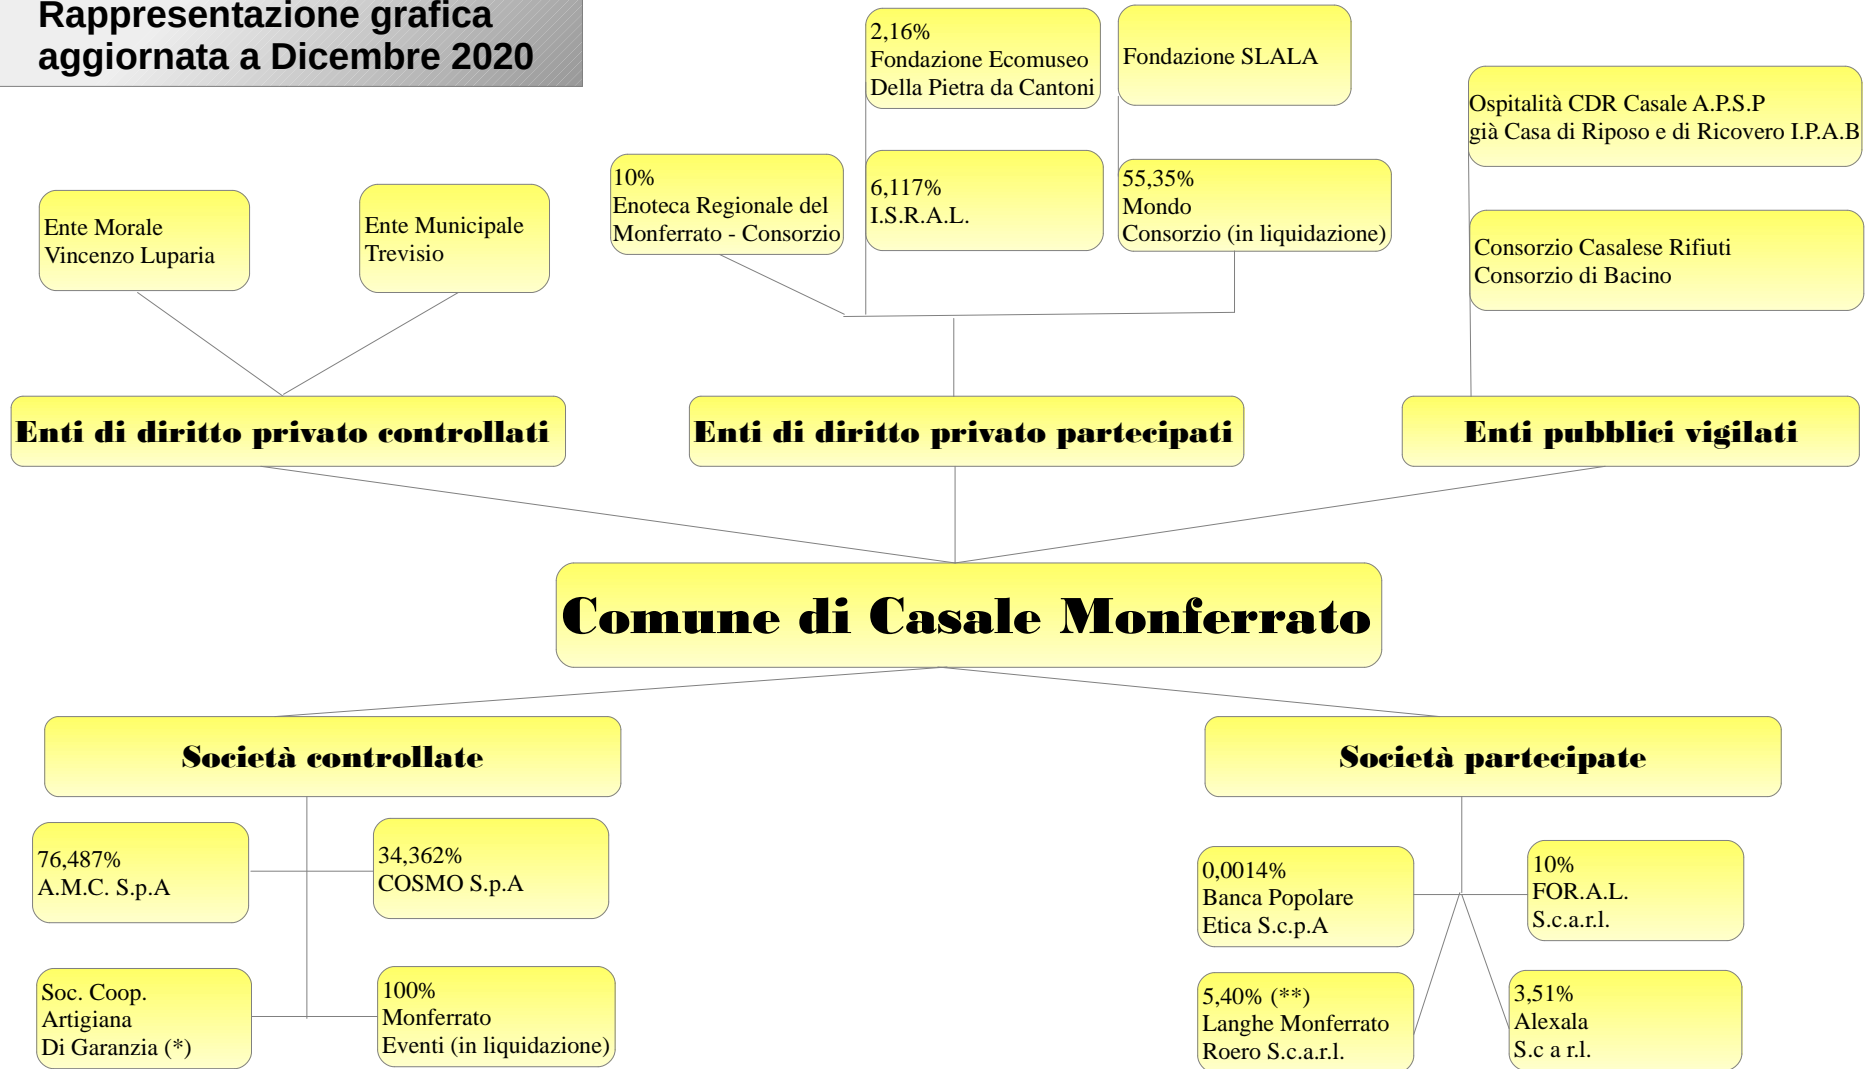 Rappresentazione grafica
aggiornata a Dicembre 2020
2,16%
Fondazione Ecomuseo
Della Pietra da Cantoni
Fondazione SLALA
Ospitalità CDR Casale A.P.S.P
già Casa di Riposo e di Ricovero I.P.A.B
10%
Enoteca Regionale del
Monferrato - Consorzio
6,117%
I.S.R.A.L.
55,35%
Mondo
Consorzio (in liquidazione)
Ente Morale
Vincenzo Luparia
Ente Municipale
Trevisio
Consorzio Casalese Rifiuti
Consorzio di Bacino
Enti di diritto privato controllati
Enti di diritto privato partecipati
Enti pubblici vigilati
Comune di Casale Monferrato
Società controllate
Società partecipate
76,487%
A.M.C. S.p.A
34,362%
COSMO S.p.A
0,0014%
Banca Popolare
Etica S.c.p.A
10%
FOR.A.L.
S.c.a.r.l.
Soc. Coop.
Artigiana
Di Garanzia (*)
100%
Monferrato
Eventi (in liquidazione)
5,40% (**)
Langhe Monferrato
Roero S.c.a.r.l.
3,51%
Alexala
S.c a r.l.